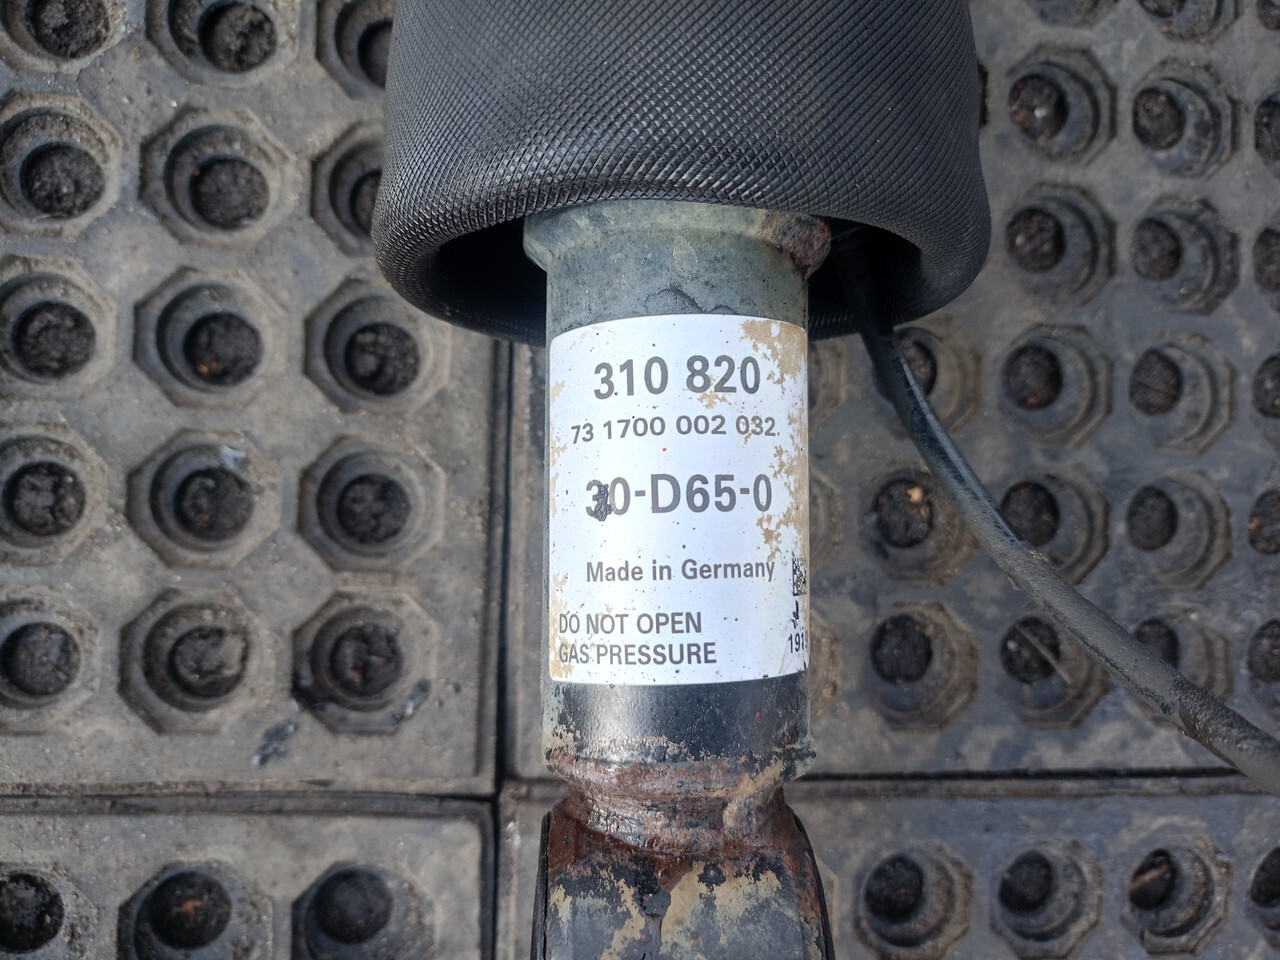 310 820
73 1700 002 032
30-D65-0
Made in Germany
DO NOT OPEN
GAS PRESSURE